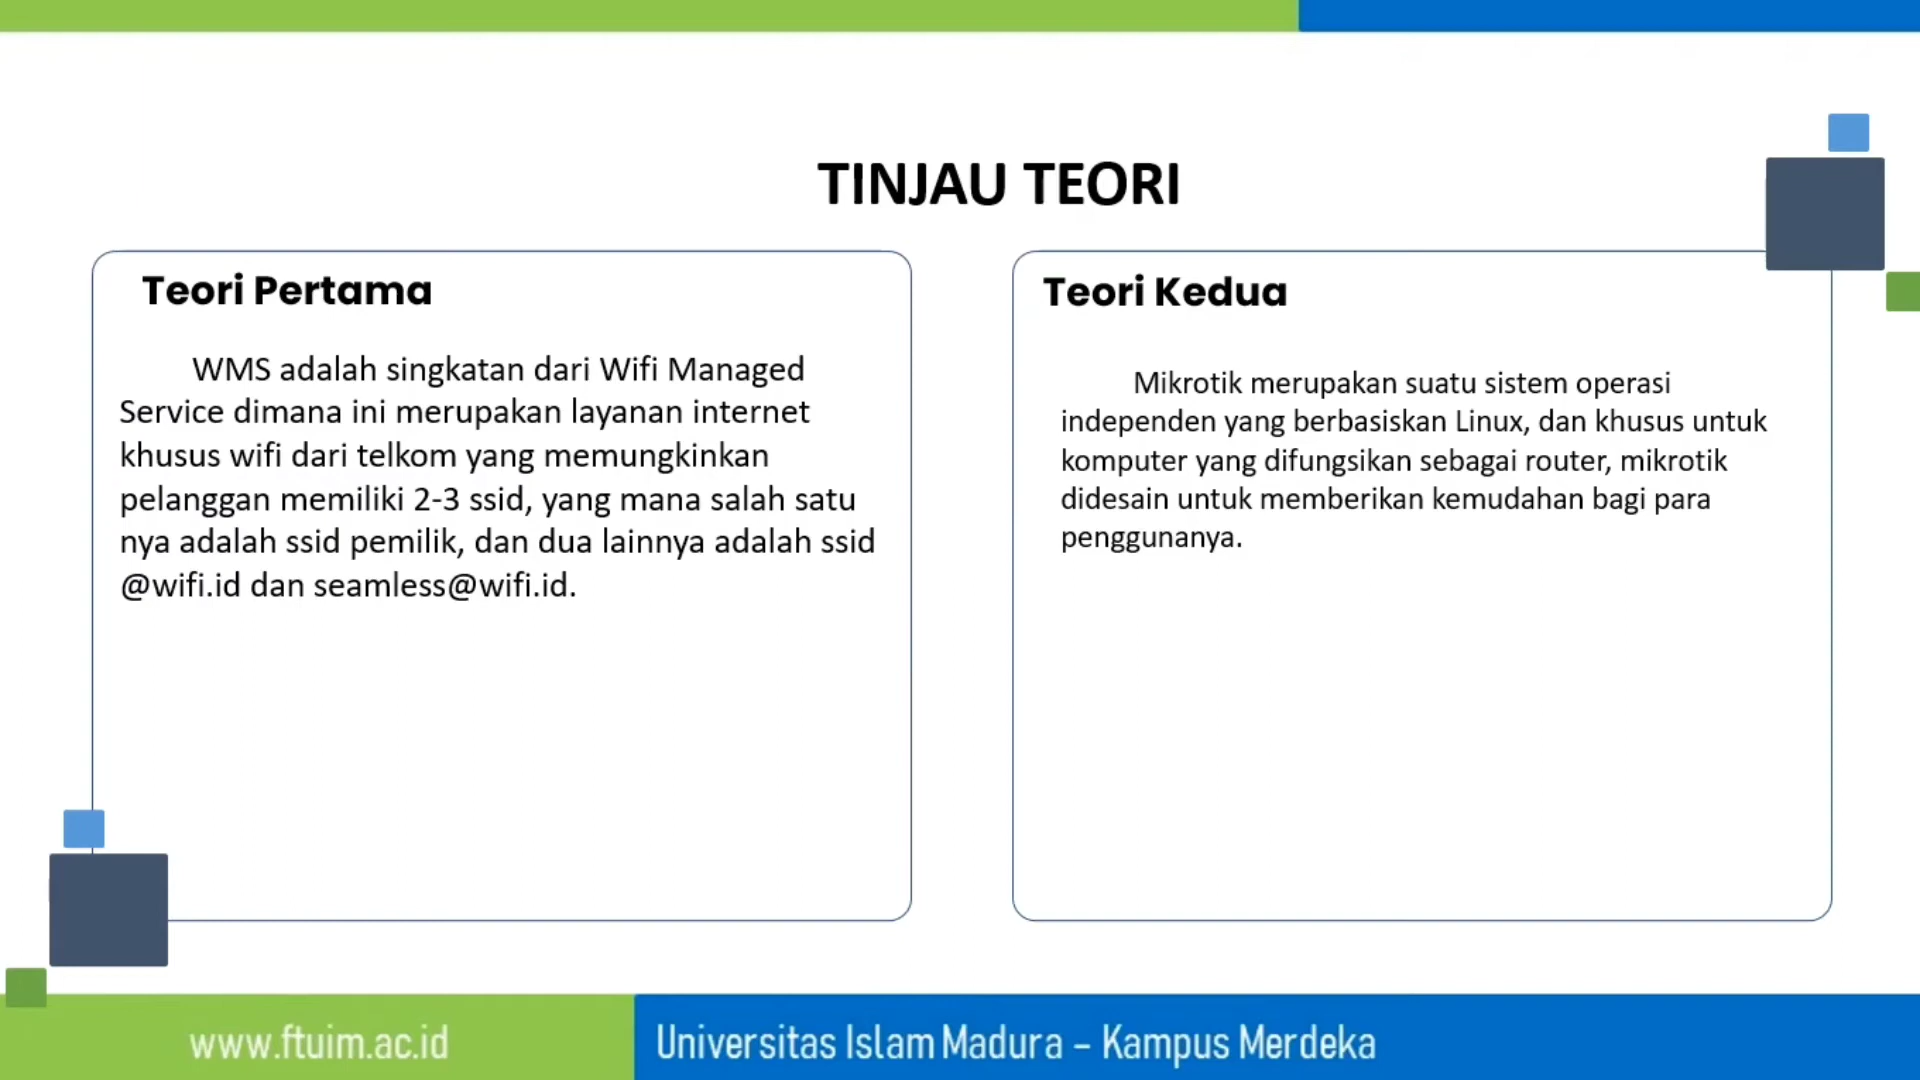 TINJAU TEORI
Teori Pertama
WMS adalah singkatan dari Wifi Managed
Service dimana ini merupakan layanan internet
khusus wifi dari telkom yang memungkinkan
pelanggan memiliki 2-3 ssid, yang mana salah satu
nya adalah ssid pemilik, dan dua lainnya adalah ssid
@wifi.id dan seamless@wifi.id.
Teori Kedua
Mikrotik merupakan suatu sistem operasi
independen yang berbasiskan Linux, dan khusus untuk
komputer yang difungsikan sebagai router, mikrotik
didesain untuk memberikan kemudahan bagi para
penggunanya.
www.ftuim.ac.id
Universitas Islam Madura – Kampus Merdeka